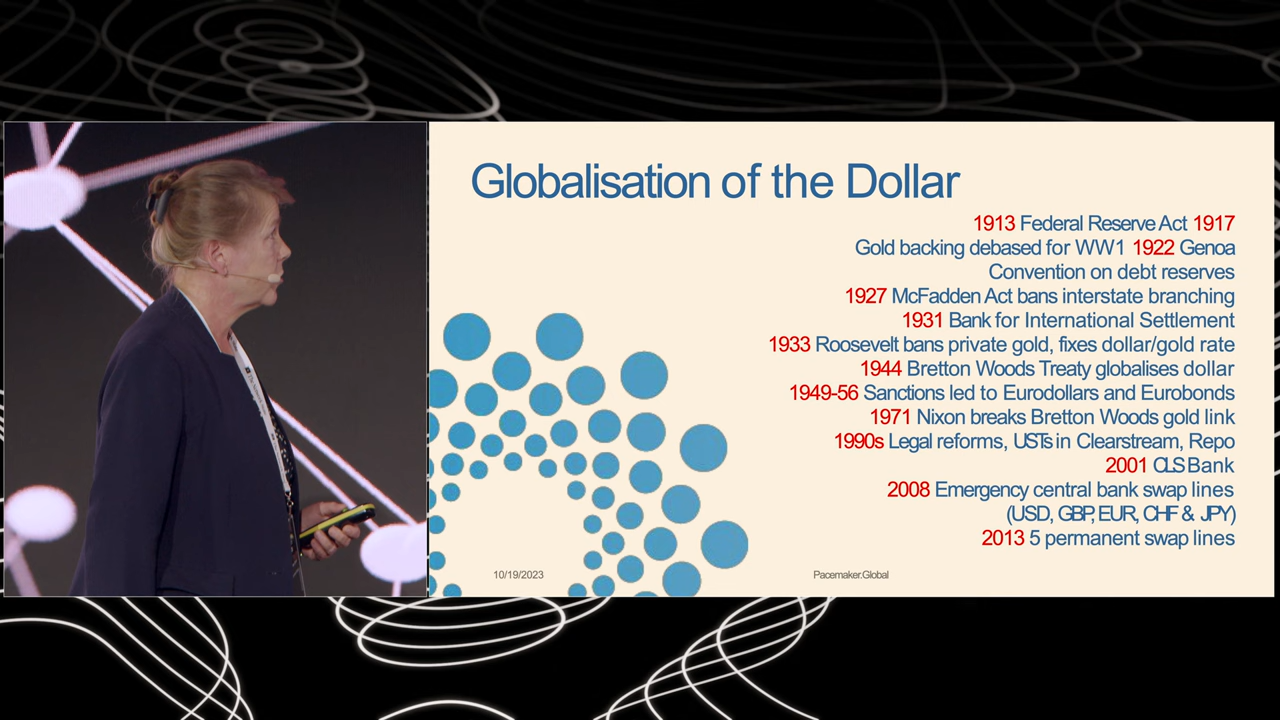 Globalisation of the Dollar
1913 Federal Reserve Act 1917
Gold backing debased for WW1 1922 Genoa
Convention on debt reserves
1927 McFadden Act bans interstate branching
1931 Bank for International Settlement
1933 Roosevelt bans private gold, fixes dollar/gold rate
1944 Bretton Woods Treaty globalises dollar
1949-56 Sanctions led to Eurodollars and Eurobonds
1971 Nixon breaks Bretton Woods gold link
1990s Legal reforms, USTs in Clearstream, Repo
2001 CLS Bank
2008 Emergency central bank swap lines
(USD, GBP, EUR, CHF & JPY)
2013 5 permanent swap lines
10/19/2023
Pacemaker.Global